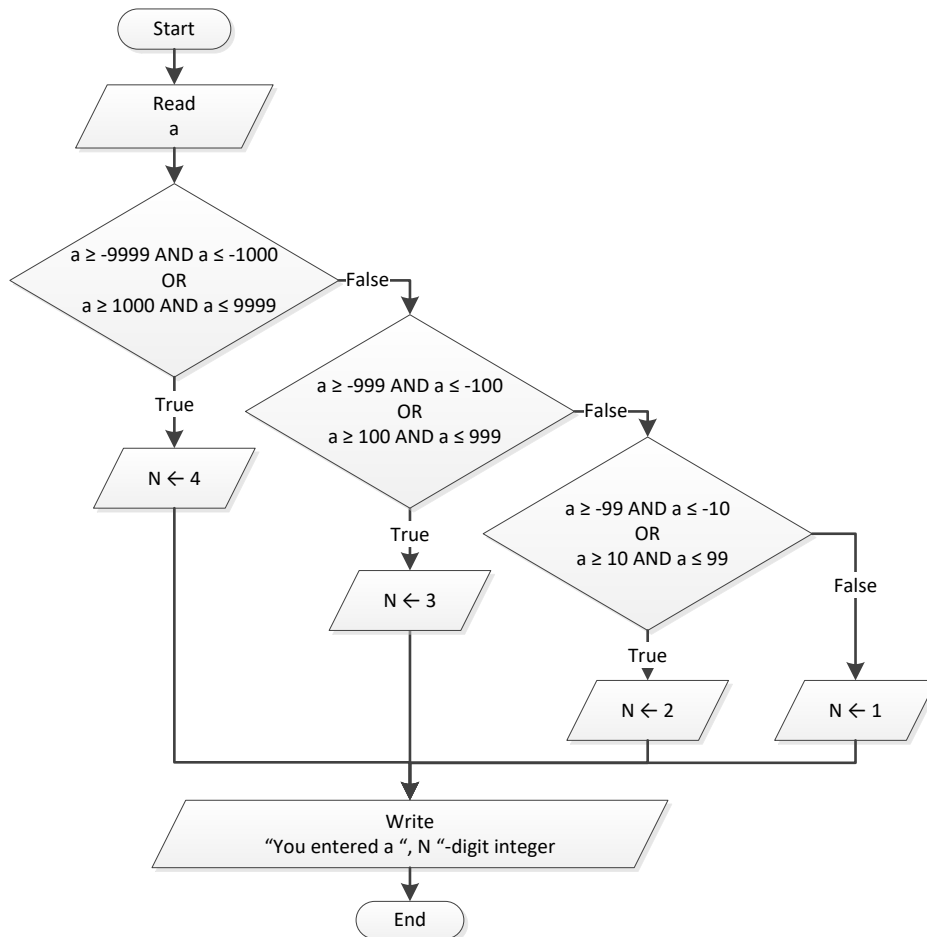 Start
Read
a
a ≥ -9999 AND a ≤ -1000
OR
a ≥ 1000 AND a ≤ 9999
False
True
N ← 4
a ≥ -999 AND a ≤ -100
OR
a ≥ 100 AND a ≤ 999
False
True
N ← 3
a ≥ -99 AND a ≤ -10
OR
a ≥ 10 AND a ≤ 99
False
True
N ← 2
N ← 1
Write
“You entered a “, N “-digit integer
End